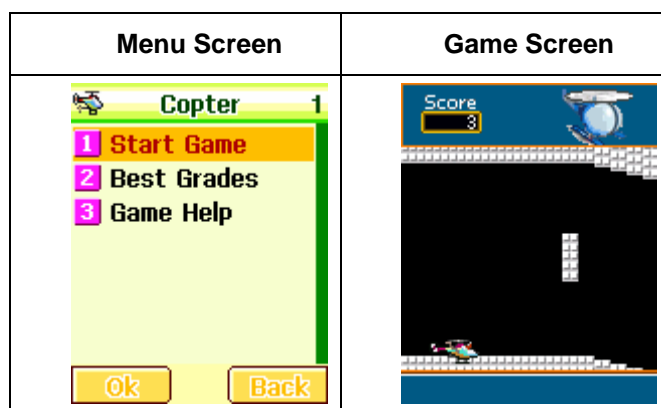 Menu Screen
Game Screen
Copter 1
1 Start Game
2 Best Grades
3 Game Help
Ok Back
Score
3